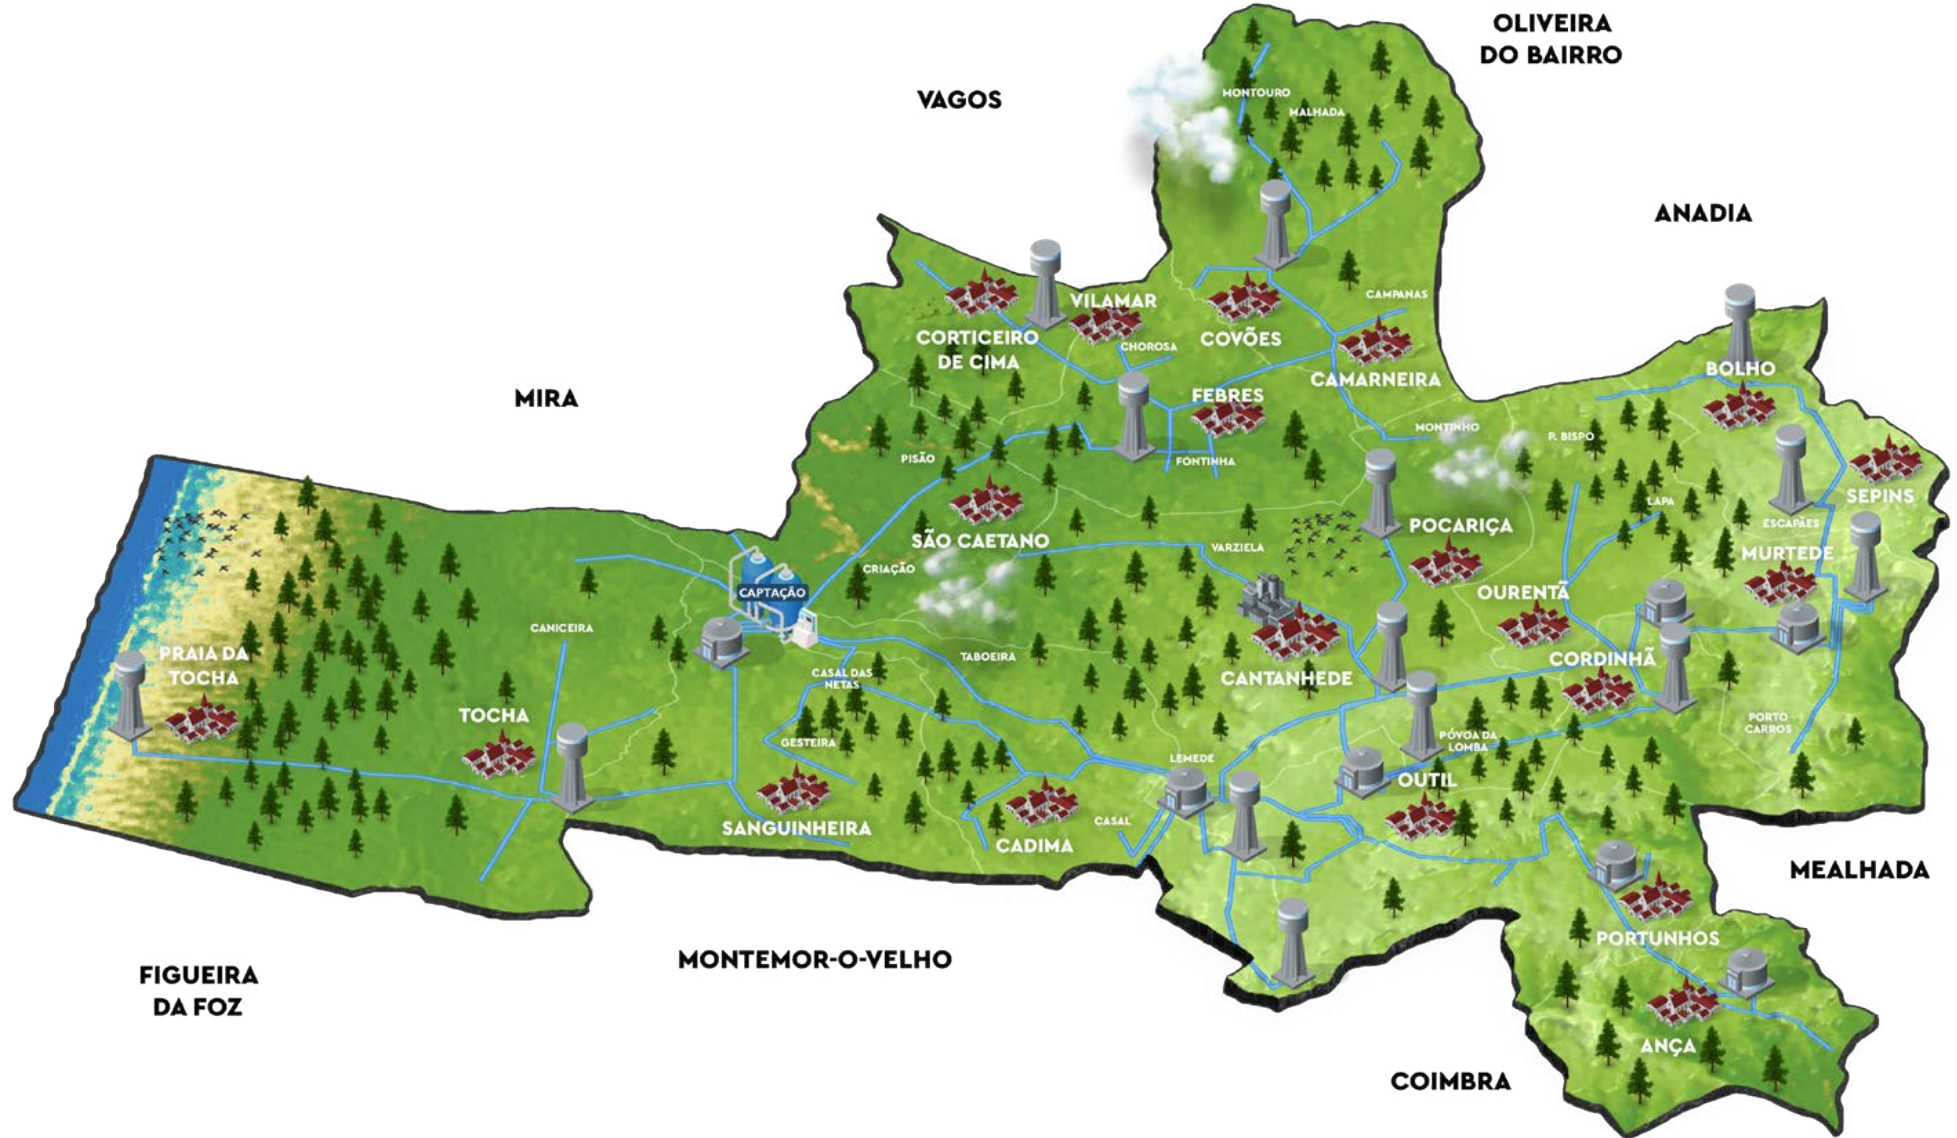 OLIVEIRA
DO BAIRRO
VAGOS
MONTOURO
MALHADA
ANADIA
CAMPANAS
VILAMAR
CORTICEIRO
DE CIMA
COVÕES
CHOROSA
CAMARNEIRA
BOLHO
MIRA
FEBRES
MONTINHO
P. BISPO
PISÃO
FONTINHA
SEPINS
LAPA
ESCAPÃES
POCARIÇA
SÃO CAETANO
VARZIELA
MURTEDE
CRIAÇÃO
CAPTAÇÃO
OURENTÃ
CANICEIRA
PRAIA DA
TOCHA
TABOEIRA
CORDINHÃ
CASAL DAS
NETAS
CANTANHEDE
TOCHA
PORTO
CARROS
GESTEIRA
PÓVOA DA
LOMBA
LEMEDE
OUTIL
SANGUINHEIRA
CASAL
CADIMA
MEALHADA
PORTUNHOS
MONTEMOR-O-VELHO
FIGUEIRA
DA FOZ
ANÇA
COIMBRA